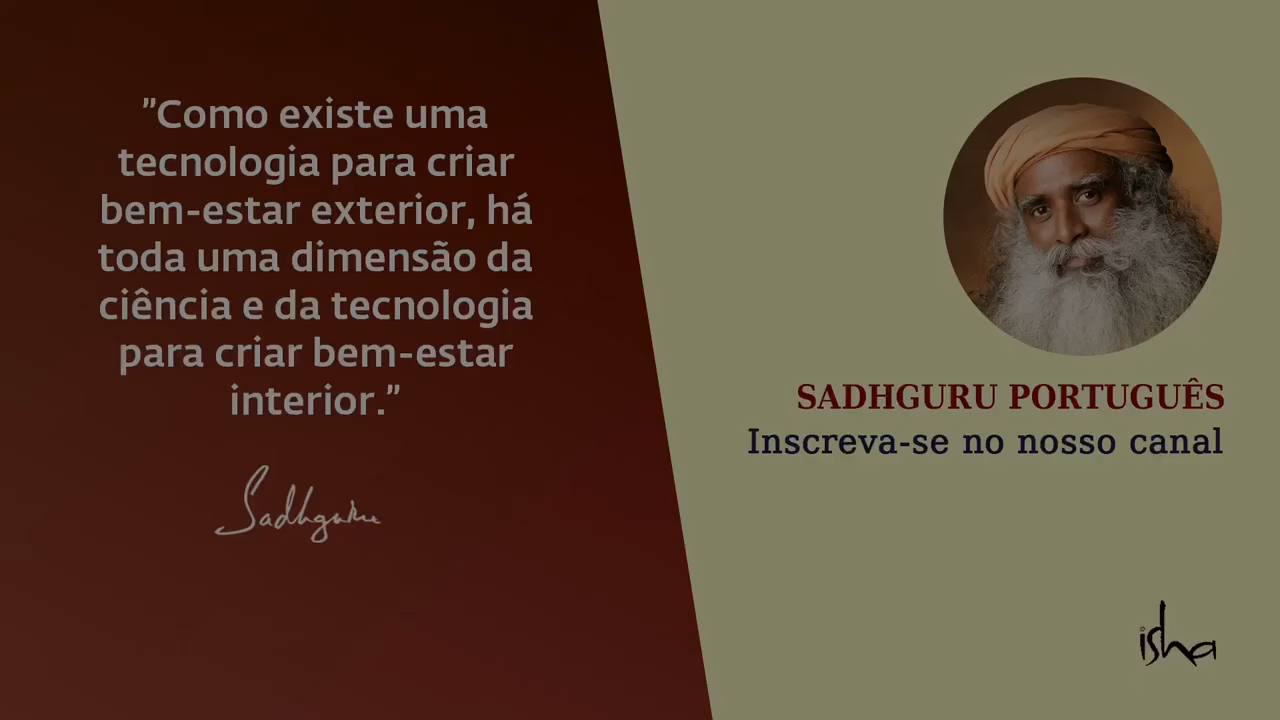 ”Como existe uma
tecnologia para criar
bem-estar exterior, há
toda uma dimensão da
ciência e da tecnologia
para criar bem-estar
interior.”
Sadhguru
SADHGURU PORTUGUÊS
Inscreva-se no nosso canal
isha